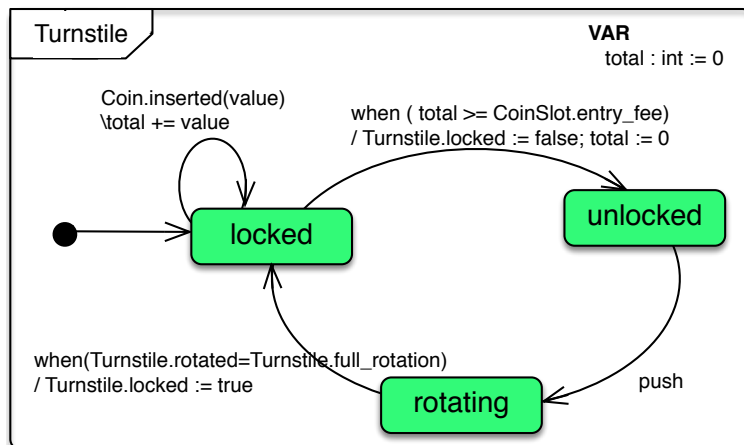 Turnstile
VAR
total : int := 0
Coin.inserted(value)
\total += value
when ( total >= CoinSlot.entry_fee)
/ Turnstile.locked := false; total := 0
locked
unlocked
when(Turnstile.rotated=Turnstile.full_rotation)
/ Turnstile.locked := true
push
rotating